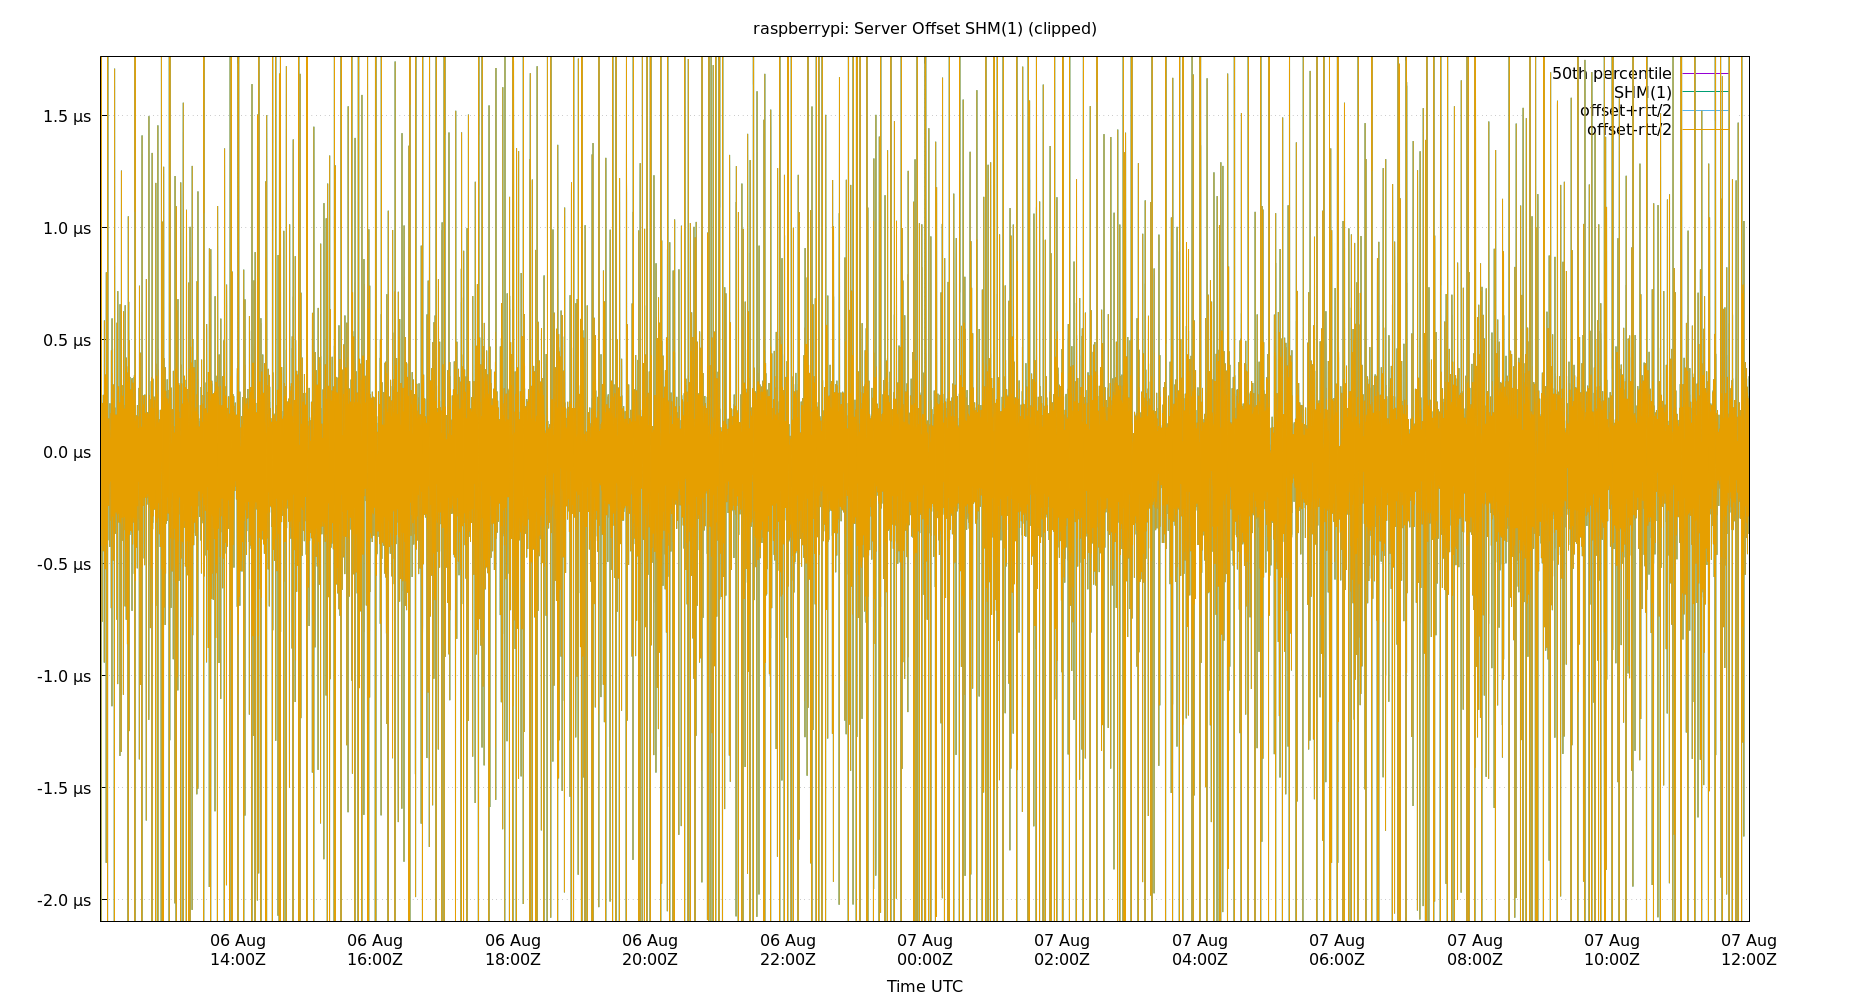 raspberrypi: Server Offset SHM(1) (clipped)
50th percentile
SHM(1)
offset+rtt/2
offset-rtt/2
1.5 µs
1.0 µs
0.5 µs
0.0 µs
-0.5 µs
-1.0 µs
-1.5 µs
-2.0 µs
06 Aug 06 Aug 06 Aug 06 Aug 06 Aug 07 Aug 07 Aug 07 Aug 07 Aug 07 Aug 07 Aug 07 Aug
14:00Z 16:00Z 18:00Z 20:00Z 22:00Z 00:00Z 02:00Z 04:00Z 06:00Z 08:00Z 10:00Z 12:00Z
Time UTC